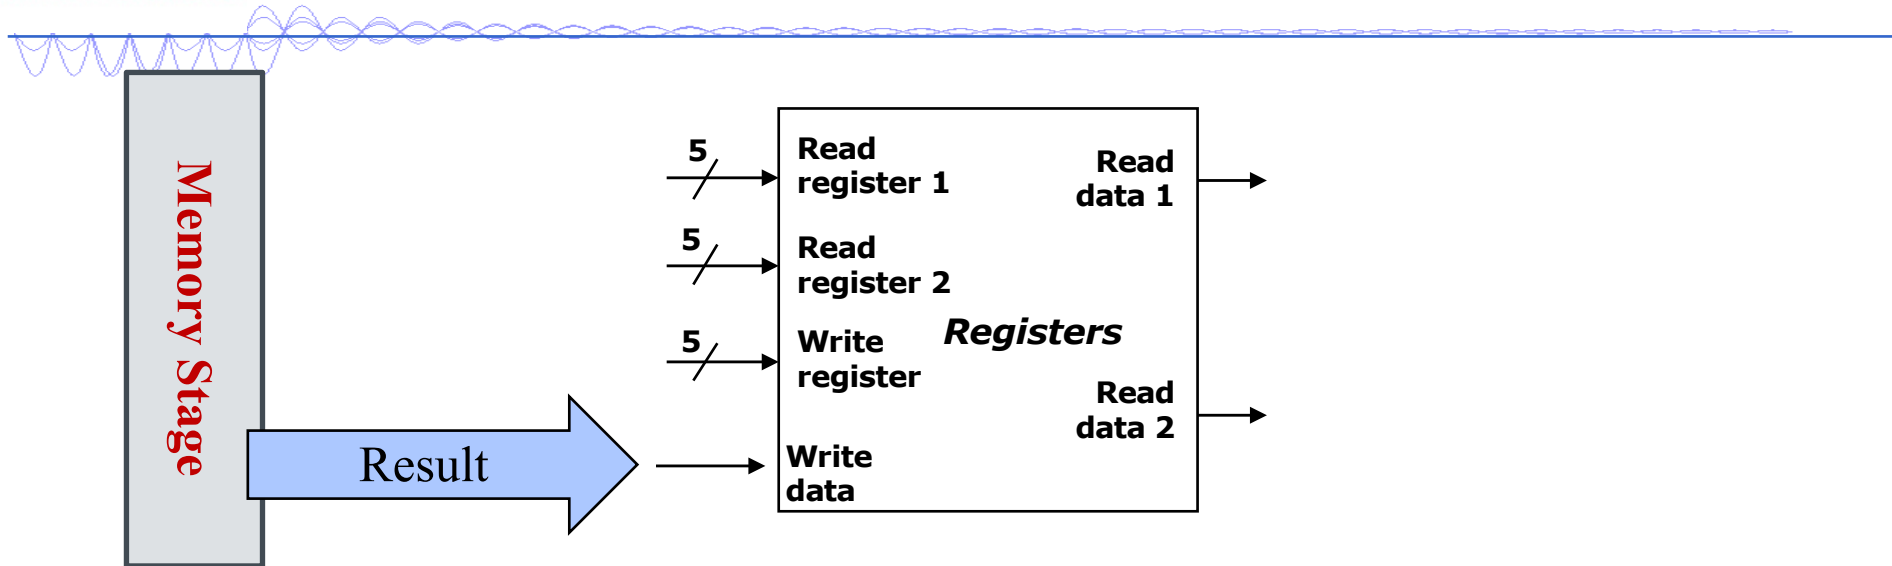 Memory Stage
Result
5
Read
register 1
5
Read
register 2
5
Write
register
Write
data
Registers
Read
data 1
Read
data 2